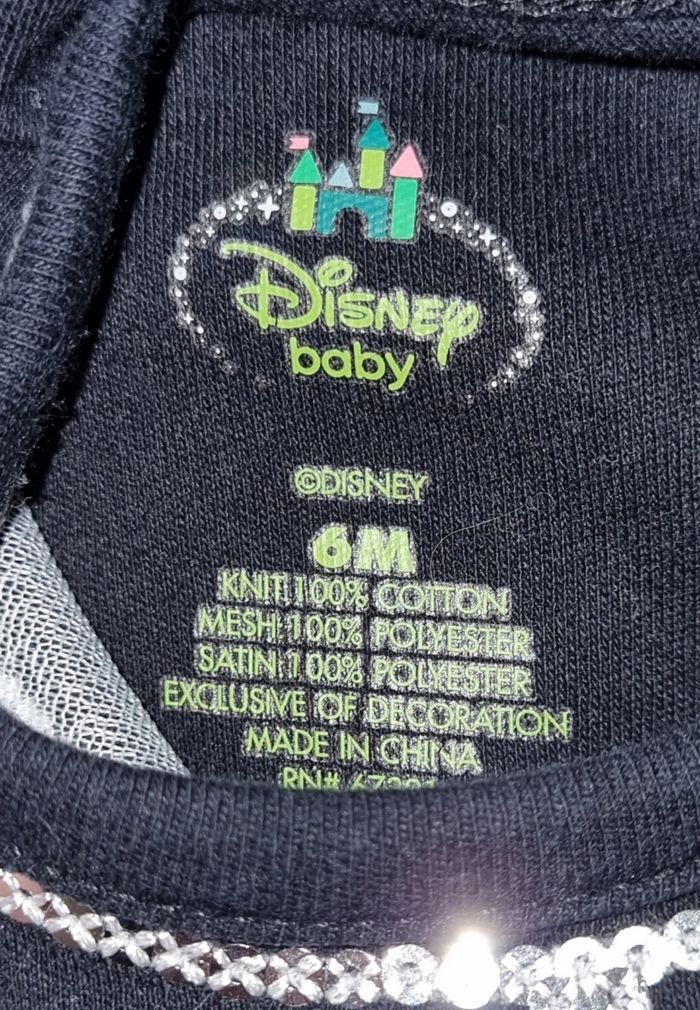 Disney
baby
©DISNEY
6M
KNIT:100% COTTON
MESH:100% POLYESTER
SATIN:100% POLYESTER
EXCLUSIVE OF DECORATION
MADE IN CHINA
RN#